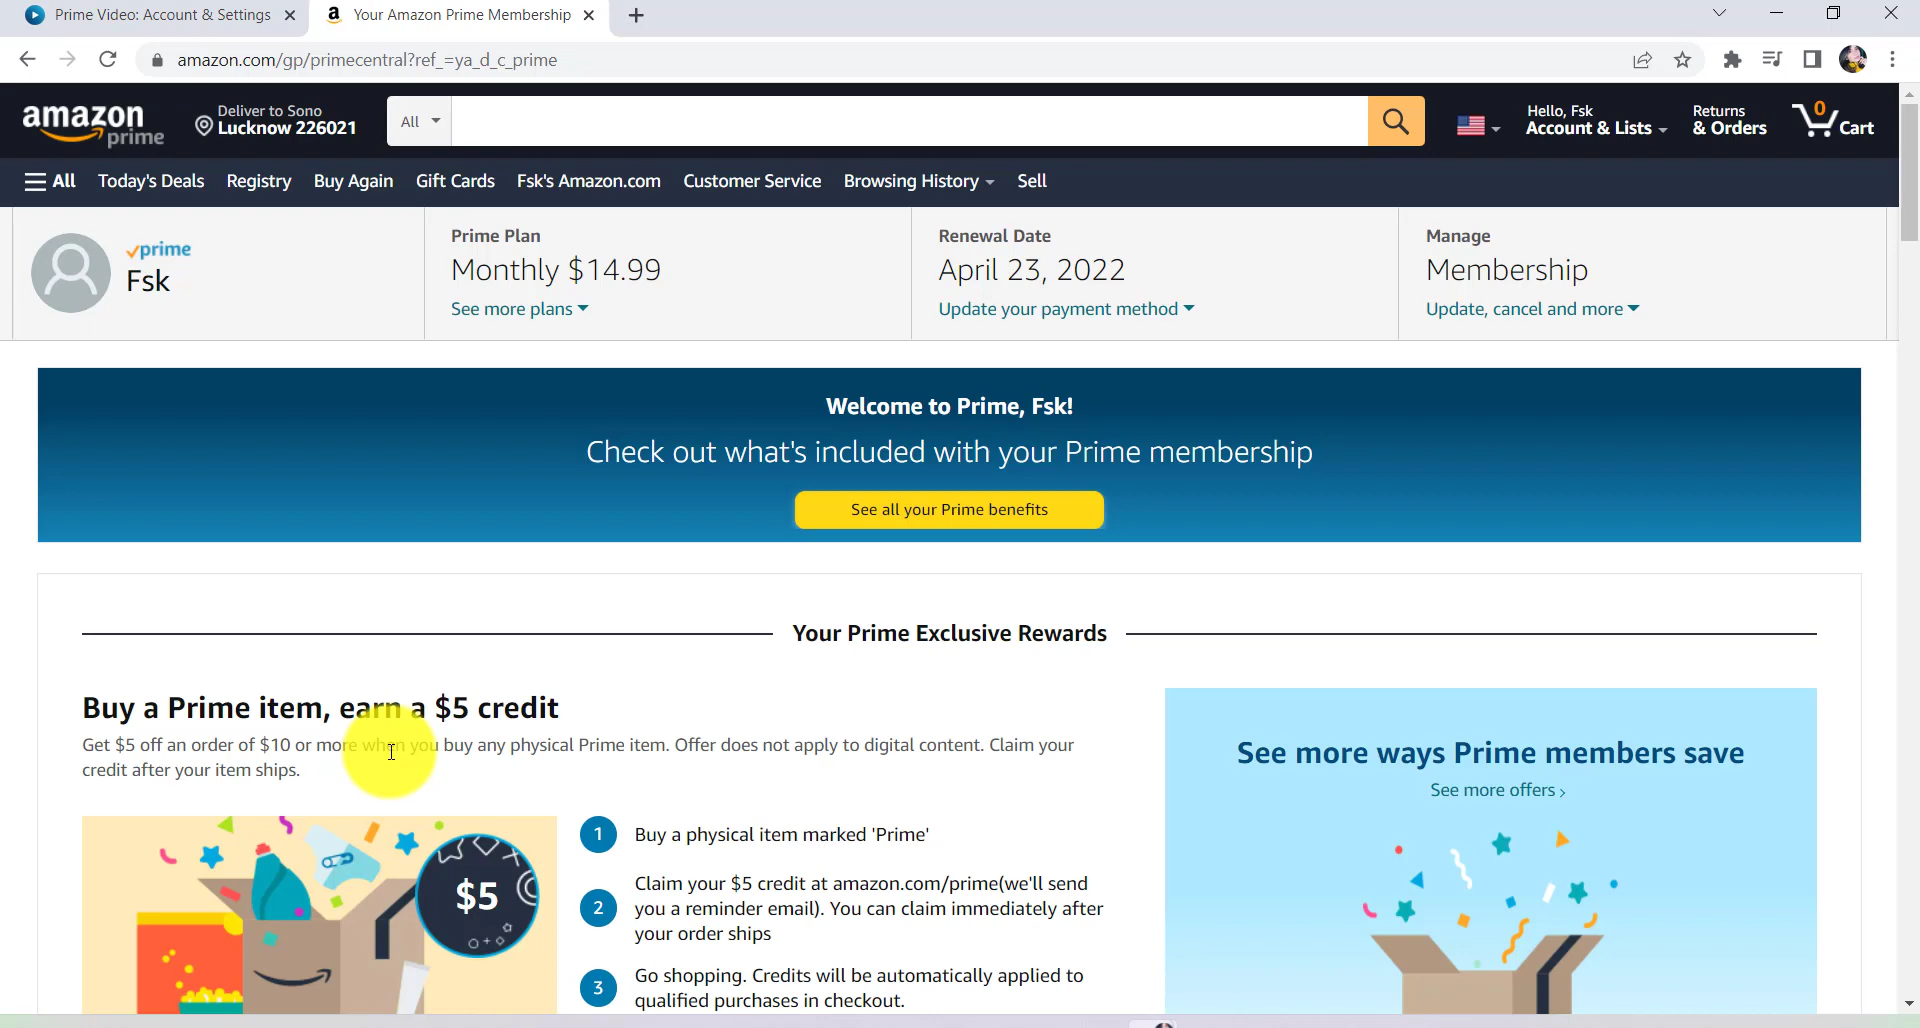 Prime Video: Account & Settings
Your Amazon Prime Membership
amazon.com/gp/primecentral?ref_=ya_d_c_prime
amazon prime
Deliver to Sono
Lucknow 226021
All
Hello, Fsk
Account & Lists
Returns
& Orders
0
Cart
All Today's Deals Registry Buy Again Gift Cards Fsk's Amazon.com Customer Service Browsing History Sell
prime
Fsk
Prime Plan
Monthly $14.99
See more plans
Renewal Date
April 23, 2022
Update your payment method
Manage
Membership
Update, cancel and more
Welcome to Prime, Fsk!
Check out what's included with your Prime membership
See all your Prime benefits
Your Prime Exclusive Rewards
Buy a Prime item, earn a $5 credit
Get $5 off an order of $10 or more when you buy any physical Prime item. Offer does not apply to digital content. Claim your
credit after your item ships.
$5
1 Buy a physical item marked 'Prime'
2 Claim your $5 credit at amazon.com/prime(we'll send
you a reminder email). You can claim immediately after
your order ships
3 Go shopping. Credits will be automatically applied to
qualified purchases in checkout.
See more ways Prime members save
See more offers ›